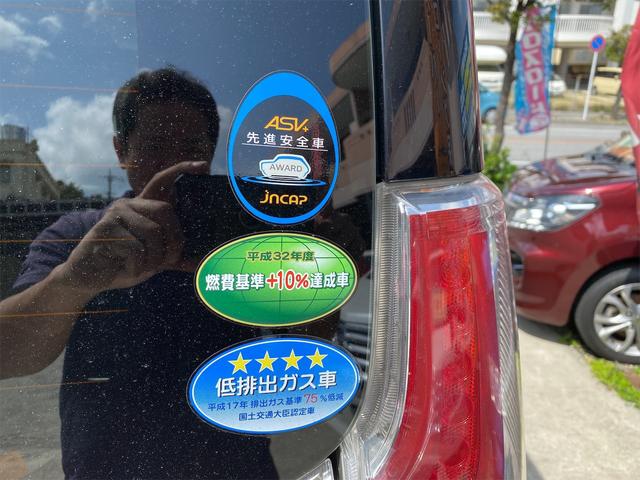 ASV+
先進安全車
AWARD
JNCAP
平成32年度
燃費基準+10%達成車
低排出ガス車
平成17年 排出ガス基準75%低減
国土交通大臣認定車